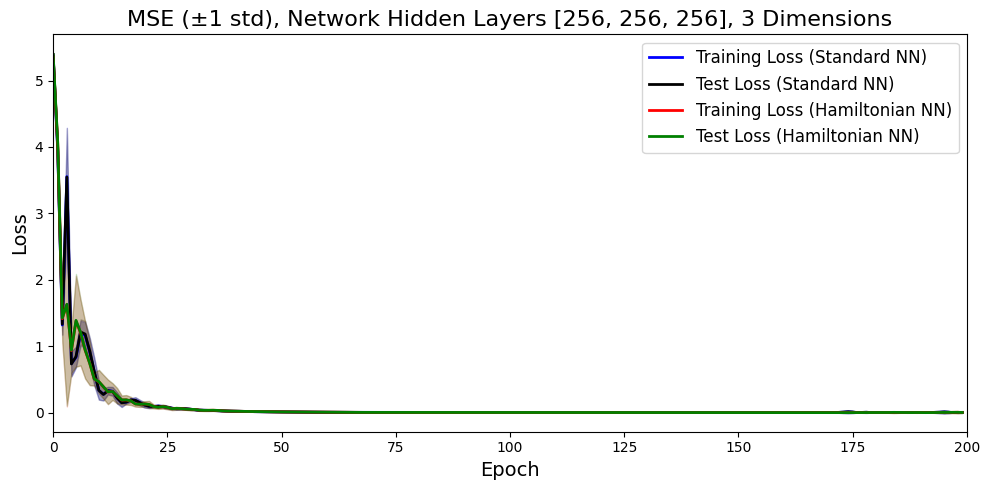 MSE (±1 std), Network Hidden Layers [256, 256, 256], 3 Dimensions
Training Loss (Standard NN)
Test Loss (Standard NN)
Training Loss (Hamiltonian NN)
Test Loss (Hamiltonian NN)
Loss
5
4
3
2
1
0
0 25 50 75 100 125 150 175 200
Epoch